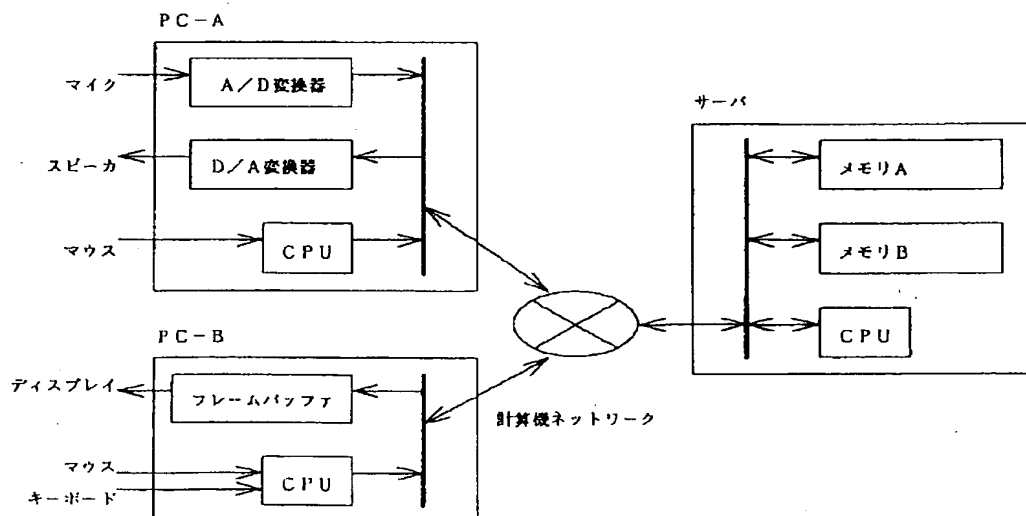 PC-A
マイク
A/D変換器
スピーカ
D/A変換器
マウス
CPU
サーバ
メモリA
メモリB
CPU
PC-B
ディスプレイ
フレームバッファ
マウス
キーボード
CPU
計算機ネットワーク